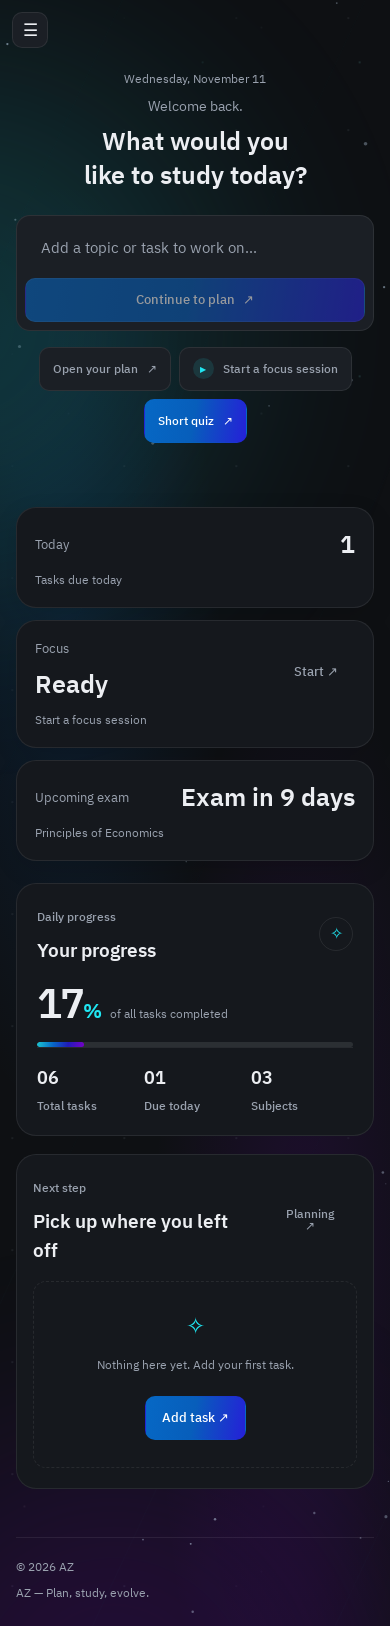 ☰
Wednesday, November 11
Welcome back.
What would you
like to study today?
Add a topic or task to work on...
Continue to plan ↗
Open your plan ↗
Start a focus session
Short quiz ↗
Today
1
Tasks due today
Focus
Ready
Start ↗
Start a focus session
Upcoming exam
Exam in 9 days
Principles of Economics
Daily progress
Your progress
17% of all tasks completed
06 01 03
Total tasks Due today Subjects
Next step
Pick up where you left
off
Planning
↗
Nothing here yet. Add your first task.
Add task ↗
© 2026 AZ
AZ — Plan, study, evolve.